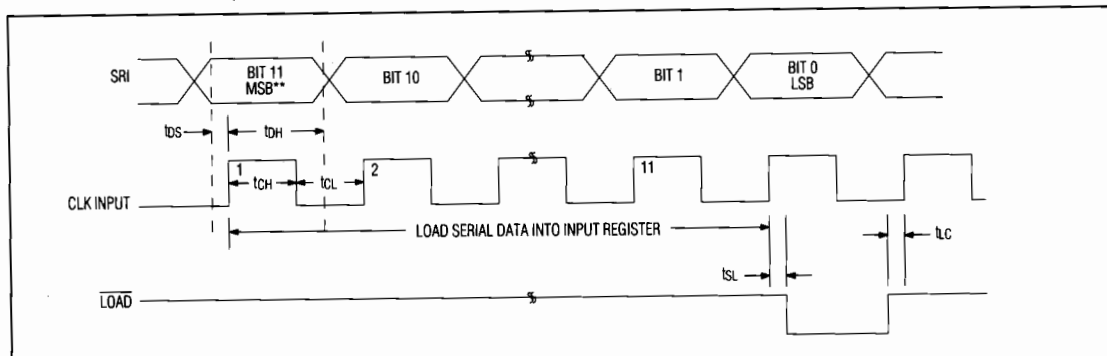 SRI
BIT 11
MSB**
BIT 10
BIT 1
BIT 0
LSB
tDS
tDH
1
2
11
tCH
tCL
CLK INPUT
LOAD SERIAL DATA INTO INPUT REGISTER
tLC
tSL
LOAD